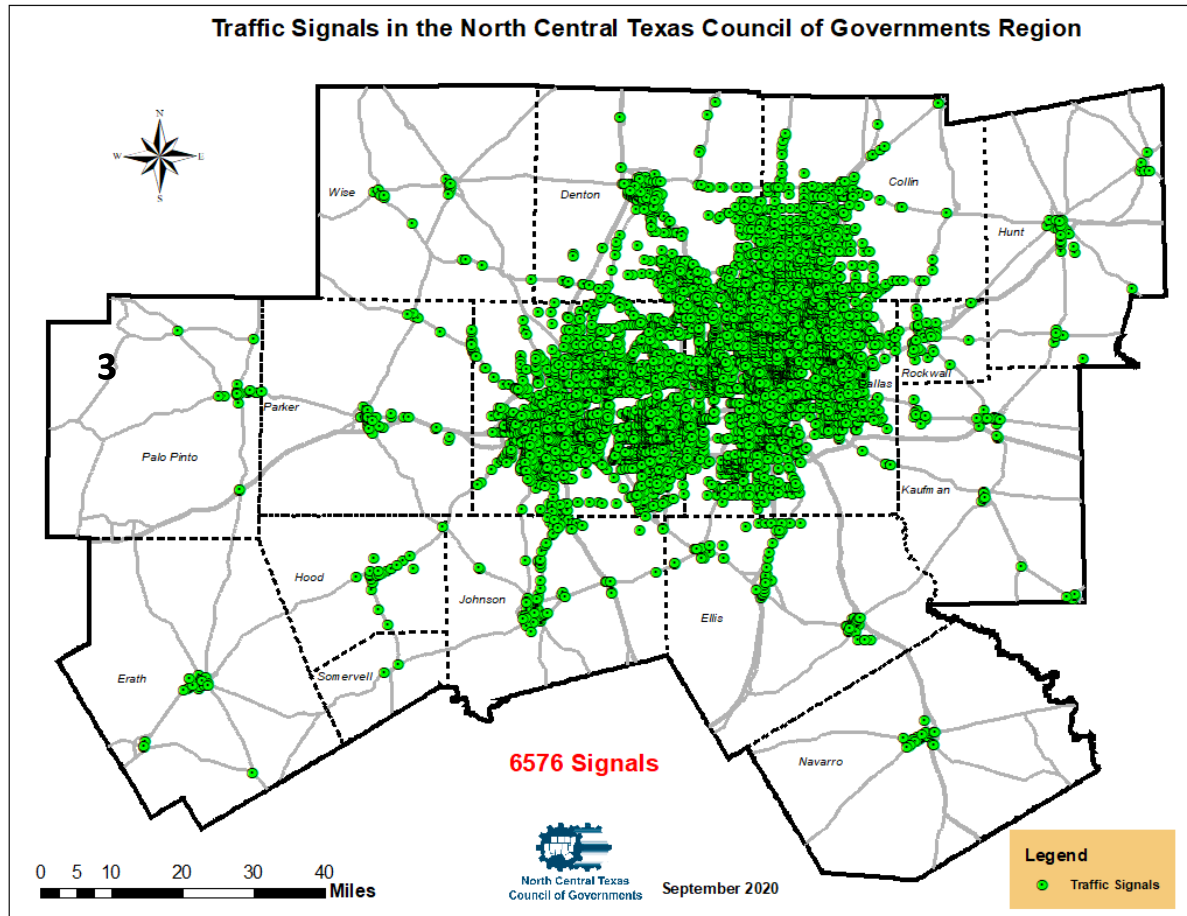 Traffic Signals in the North Central Texas Council of Governments Region
N
W E
S
Wise
Denton
Collin
Hunt
3
Parker
Dallas
Rockwall
Palo Pinto
Kaufman
Hood
Johnson
Ellis
Erath
Somervell
Navarro
6576 Signals
0 5 10 20 30 40
Miles
North Central Texas
Council of Governments
September 2020
Legend
Traffic Signals